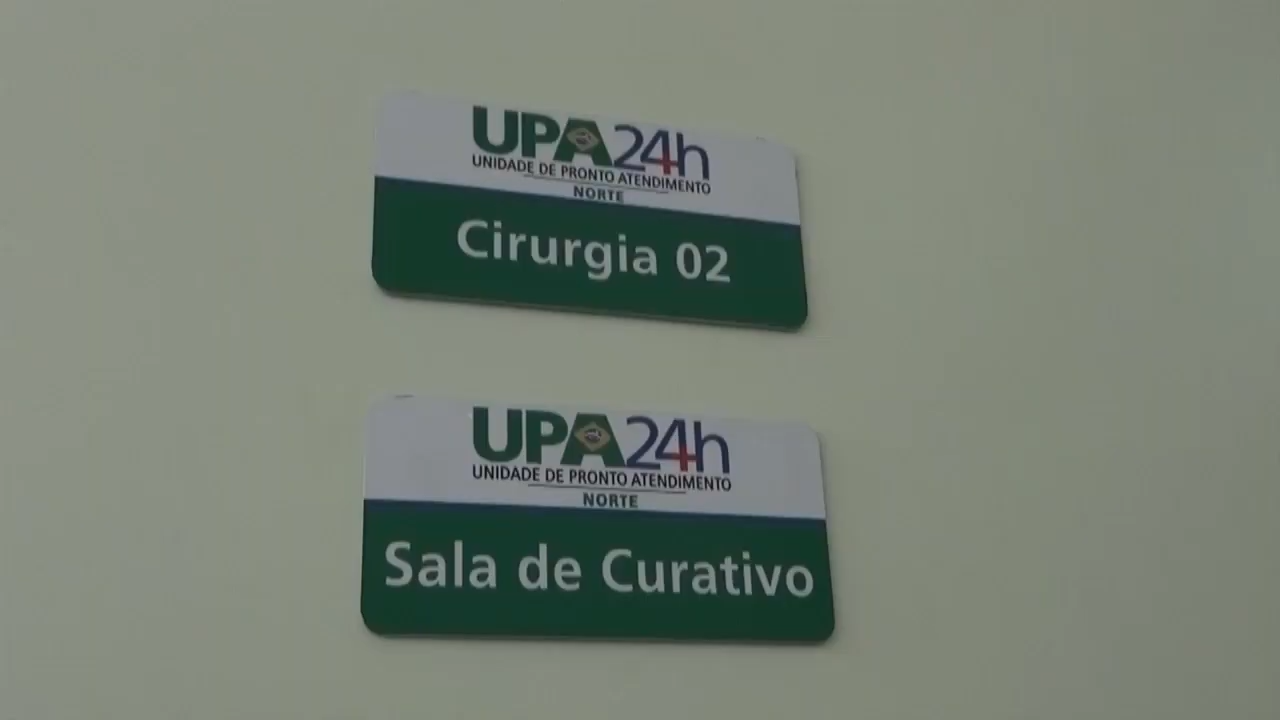 UPA24h
UNIDADE DE PRONTO ATENDIMENTO
NORTE
Cirurgia 02
UPA24h
UNIDADE DE PRONTO ATENDIMENTO
NORTE
Sala de Curativo